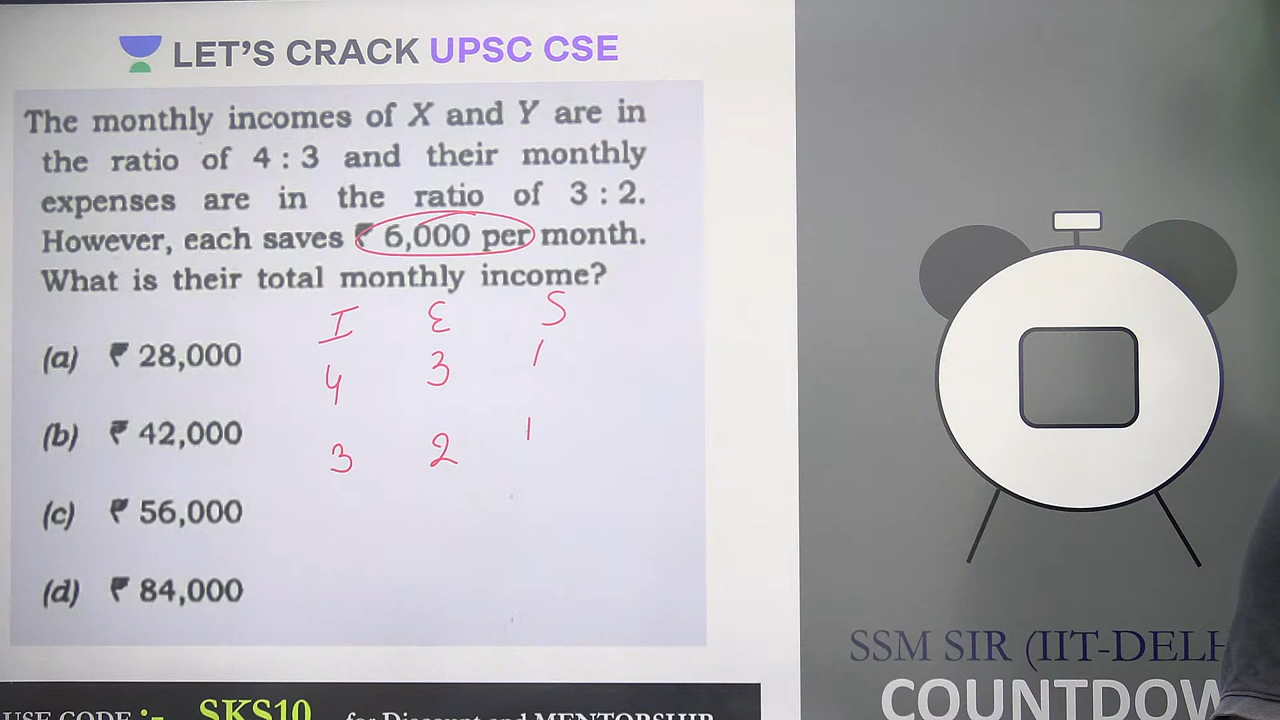 LET'S CRACK UPSC CSE
The monthly incomes of X and Y are in
the ratio of 4 : 3 and their monthly
expenses are in the ratio of 3 : 2.
However, each saves ₹ 6,000 per month.
What is their total monthly income?
I E S
(a) ₹ 28,000
4 3 1
(b) ₹ 42,000
3 2 1
(c) ₹ 56,000
(d) ₹ 84,000
SSM SIR (IIT-DELH
COUNTDOW
USE CODE :- SKS10 for Discount and MENTORSHIP